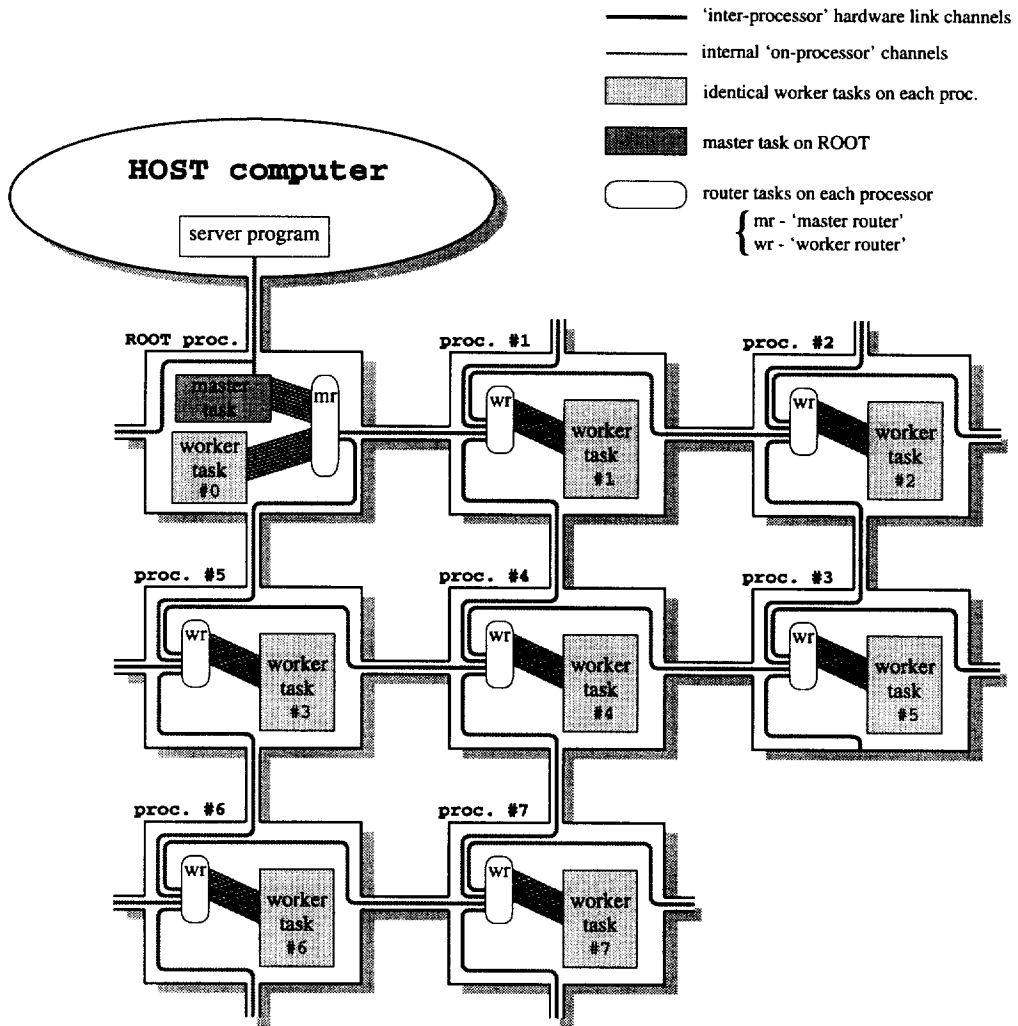 'inter-processor' hardware link channels
internal 'on-processor' channels
identical worker tasks on each proc.
master task on ROOT
router tasks on each processor
mr - 'master router'
wr - 'worker router'
HOST computer
server program
ROOT proc.
master
task
mr
worker
task
#0
proc. #1
wr
worker
task
#1
proc. #2
wr
worker
task
#2
proc. #5
wr
worker
task
#3
proc. #4
wr
worker
task
#4
proc. #3
wr
worker
task
#5
proc. #6
wr
worker
task
#6
proc. #7
wr
worker
task
#7